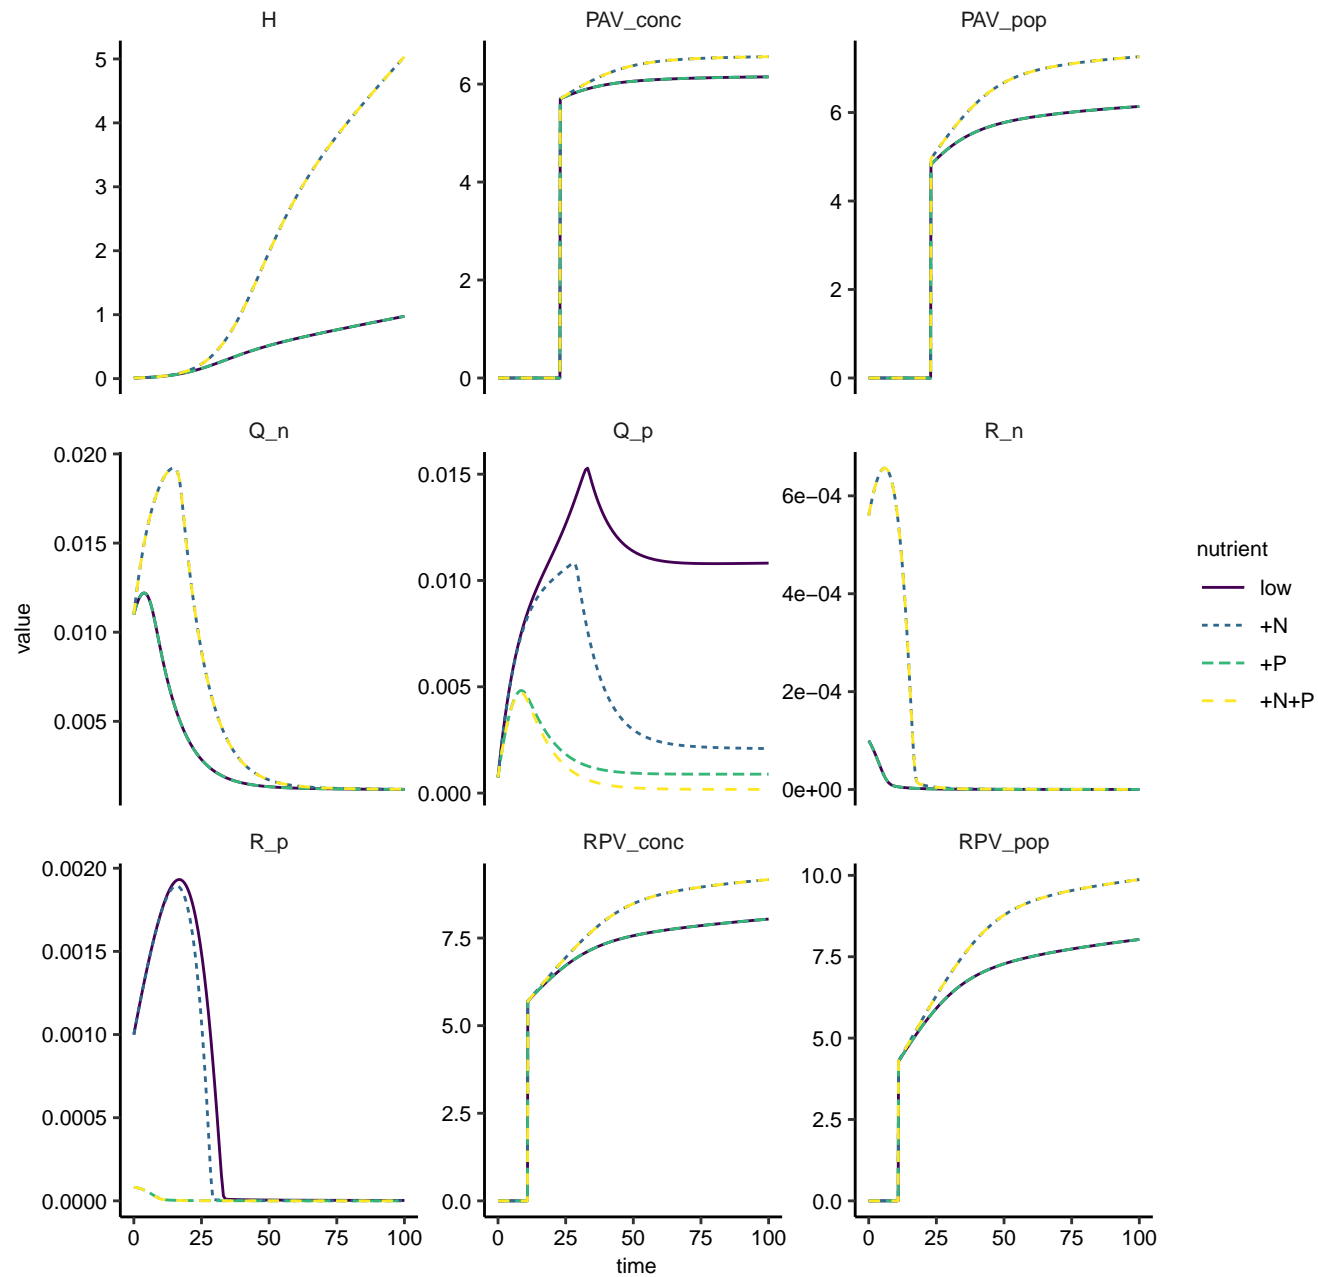 H
PAV_conc
PAV_pop
5
4
3
2
1
0
6
4
2
0
6
4
2
0
Q_n
Q_p
R_n
0.020
0.015
0.010
0.005
0.015
0.010
0.005
0.000
6e−04
4e−04
2e−04
0e+00
R_p
RPV_conc
RPV_pop
0.0020
0.0015
0.0010
0.0005
0.0000
7.5
5.0
2.5
0.0
10.0
7.5
5.0
2.5
0.0
0 25 50 75 100
0 25 50 75 100
0 25 50 75 100
time
value
nutrient
low
+N
+P
+N+P